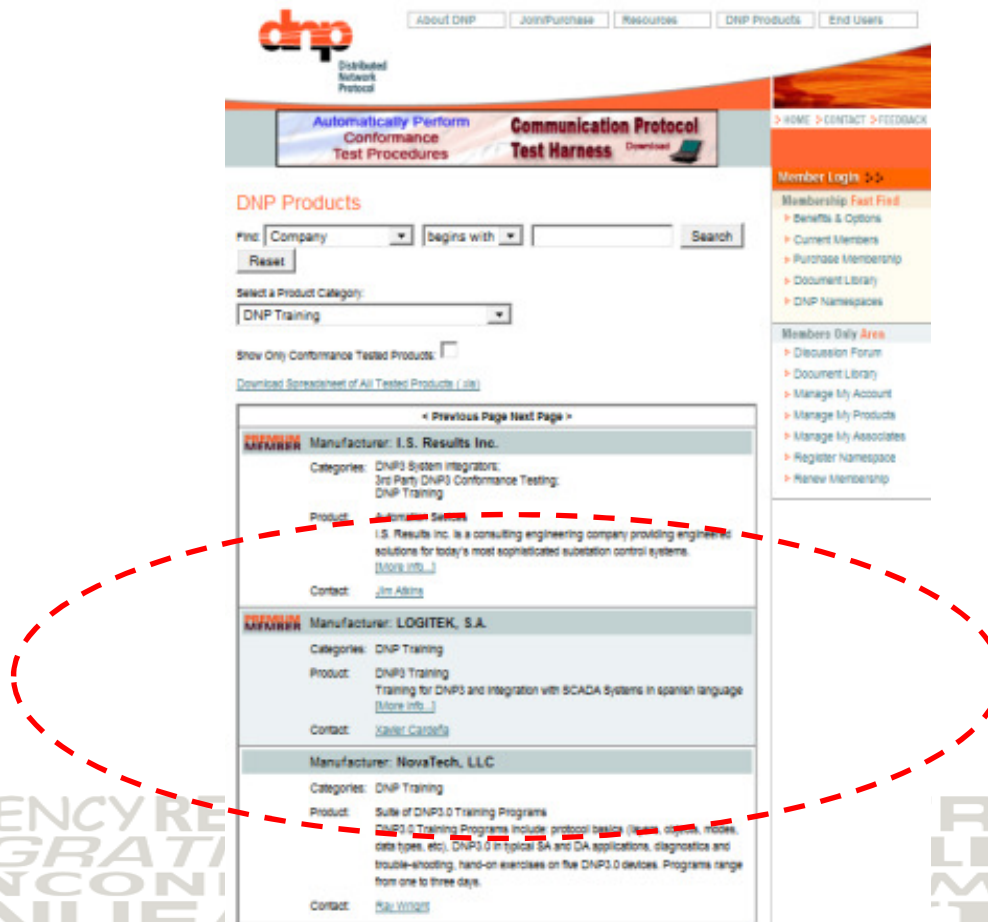 About DNP Join/Purchase Resources DNP Products End Users
dnp
Distributed
Network
Protocol
Automatically Perform
Conformance
Test Procedures
Communication Protocol
Test Harness Download
> HOME > CONTACT > FEEDBACK
Member Login >>
Membership Fast Find
Benefits & Options
Current Members
Purchase Membership
Document Library
DNP Namespaces
Members Only Area
Discussion Forum
Document Library
Manage My Account
Manage My Products
Manage My Associates
Register Namespace
Renew Membership
DNP Products
Find: Company begins with Search
Reset
Select a Product Category:
DNP Training
Show Only Conformance Tested Products:
Download Spreadsheet of All Tested Products (.xls)
< Previous Page Next Page >
PREMIUM
MEMBER Manufacturer: I.S. Results Inc.
Categories: DNP3 System Integrators;
3rd Party DNP3 Conformance Testing;
DNP Training
Product: Automation Services
I.S. Results Inc. is a consulting engineering company providing engineered
solutions for today's most sophisticated substation control systems.
[More info...]
Contact: Jim Atkins
PREMIUM
MEMBER Manufacturer: LOGITEK, S.A.
Categories: DNP Training
Product: DNP3 Training
Training for DNP3 and Integration with SCADA Systems in spanish language
[More info...]
Contact: Xavier Cardeña
Manufacturer: NovaTech, LLC
Categories: DNP Training
Product: Suite of DNP3.0 Training Programs
DNP3.0 Training Programs include: protocol basics (layers, objects, modes,
data types, etc), DNP3.0 in typical SA and DA applications, diagnostics and
trouble-shooting, hand-on exercises on five DNP3.0 devices. Programs range
from one to three days.
Contact: Ray Wright